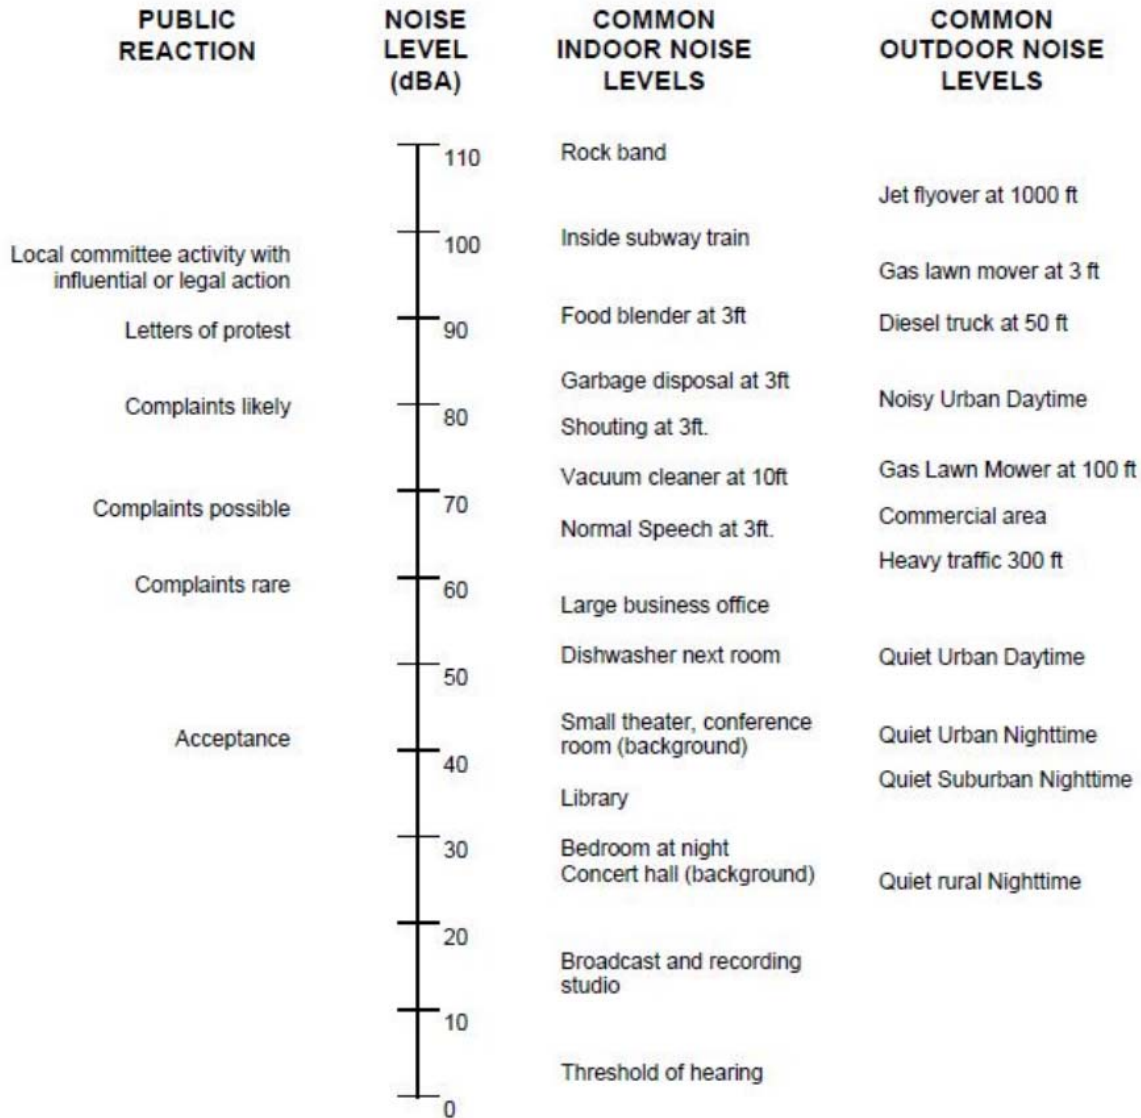 PUBLIC
REACTION
NOISE
LEVEL
(dBA)
COMMON
INDOOR NOISE
LEVELS
COMMON
OUTDOOR NOISE
LEVELS
110
Rock band
Jet flyover at 1000 ft
100
Inside subway train
Local committee activity with
influential or legal action
Gas lawn mover at 3 ft
90
Food blender at 3ft
Diesel truck at 50 ft
Letters of protest
Garbage disposal at 3ft
Complaints likely
80
Noisy Urban Daytime
Shouting at 3ft.
Vacuum cleaner at 10ft
Gas Lawn Mower at 100 ft
70
Complaints possible
Commercial area
Normal Speech at 3ft.
Heavy traffic 300 ft
Complaints rare
60
Large business office
Dishwasher next room
Quiet Urban Daytime
50
Small theater, conference
room (background)
Acceptance
Quiet Urban Nighttime
40
Quiet Suburban Nighttime
Library
30
Bedroom at night
Concert hall (background)
Quiet rural Nighttime
20
Broadcast and recording
studio
10
Threshold of hearing
0